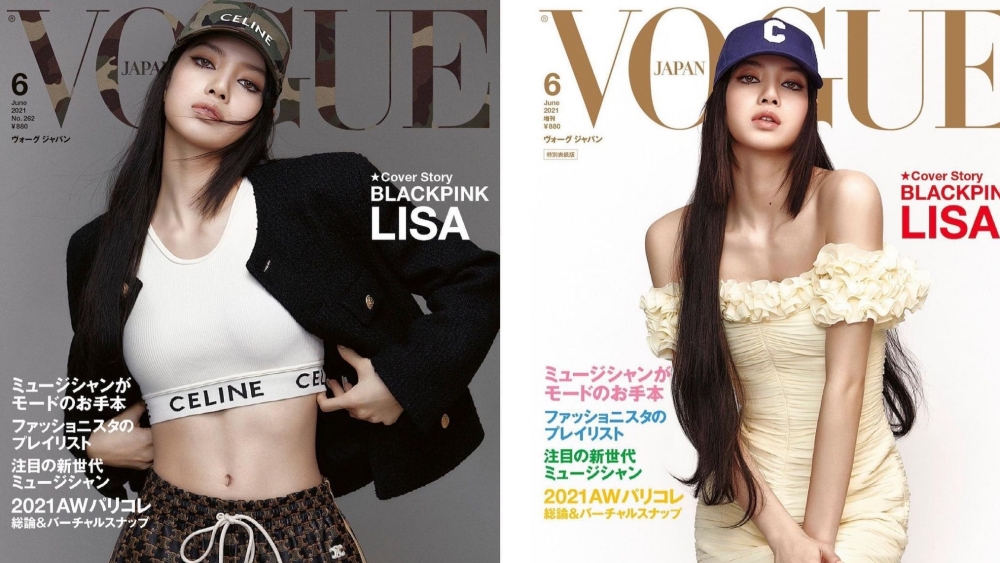 VOGUE
JAPAN
CELINE
6
June
2021
No. 262
¥880
ヴォーグ ジャパン
★Cover Story
BLACKPINK
LISA
CELINE CEL
ミュージシャンが
モードのお手本
ファッショニスタの
プレイリスト
注目の新世代
ミュージシャン
2021AWパリコレ
総論&バーチャルスナップ
VOGUE
JAPAN
C
6
June
2021
増刊
¥880
ヴォーグ ジャパン
特別表紙版
★Cover Story
BLACKPIN
LISA
ミュージシャンが
モードのお手本
ファッショニスタの
プレイリスト
注目の新世代
ミュージシャン
2021AWパリコレ
総論&バーチャルスナップ